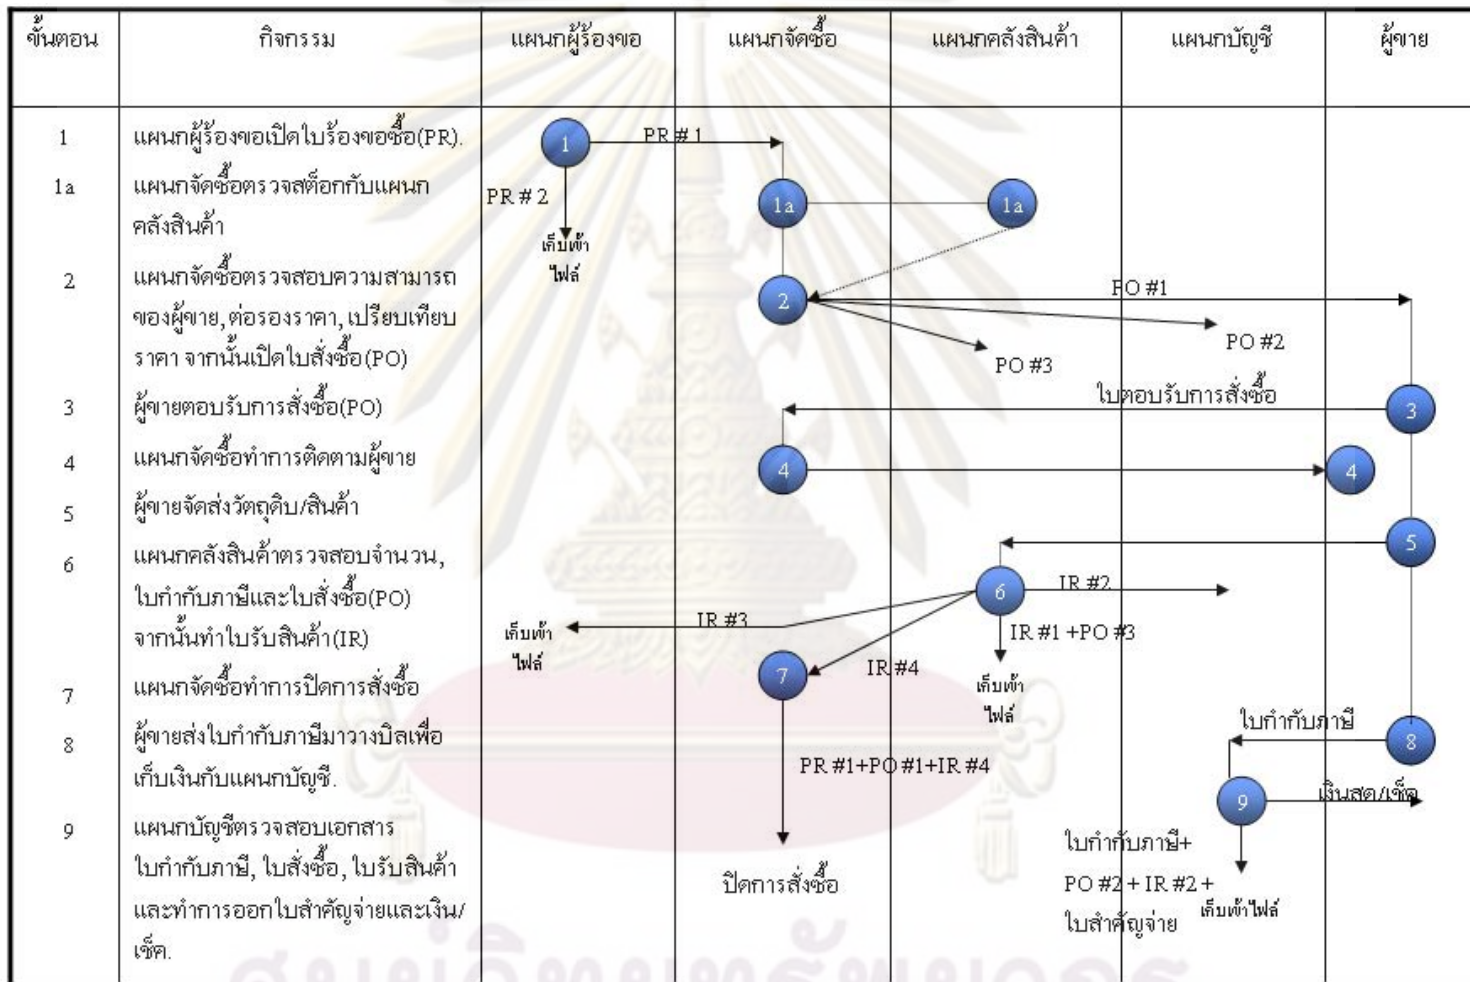 ขั้นตอน กิจกรรม แผนกผู้ร้องขอ แผนกจัดซื้อ แผนกคลังสินค้า แผนกบัญชี ผู้ขาย
1 แผนกผู้ร้องขอเปิดใบร้องขอซื้อ(PR). 1 PR # 1
1a แผนกจัดซื้อตรวจสต็อกกับแผนก PR # 2 1a 1a
คลังสินค้า
เก็บเข้า
ไฟล์
2 แผนกจัดซื้อตรวจสอบความสามารถ 2 PO #1
ของผู้ขาย, ต่อรองราคา, เปรียบเทียบ
PO #2
ราคา จากนั้นเปิดใบสั่งซื้อ(PO) PO #3
3 ผู้ขายตอบรับการสั่งซื้อ(PO) ใบตอบรับการสั่งซื้อ 3
4 แผนกจัดซื้อทำการติดตามผู้ขาย 4 4
5 ผู้ขายจัดส่งวัตถุดิบ/สินค้า 5
6 แผนกคลังสินค้าตรวจสอบจำนวน,
ใบกำกับภาษีและใบสั่งซื้อ(PO) 6 IR #2
จากนั้นทำใบรับสินค้า(IR) เก็บเข้า IR #3 IR #1 +PO #3
ไฟล์ IR #4
7 แผนกจัดซื้อทำการปิดการสั่งซื้อ 7 เก็บเข้า
ไฟล์
8 ผู้ขายส่งใบกำกับภาษีมาวางบิลเพื่อ ใบกำกับภาษี 8
เก็บเงินกับแผนกบัญชี. PR #1+PO #1+IR #4
9 แผนกบัญชีตรวจสอบเอกสาร 9 เงินสด/เช็ค
ใบกำกับภาษี, ใบสั่งซื้อ, ใบรับสินค้า
และทำการออกใบสำคัญจ่ายและเงิน/
เช็ค.
ปิดการสั่งซื้อ
ใบกำกับภาษี+
PO #2 + IR #2 +
ใบสำคัญจ่าย
เก็บเข้าไฟล์
ศูนย์วิทยทรัพยากร